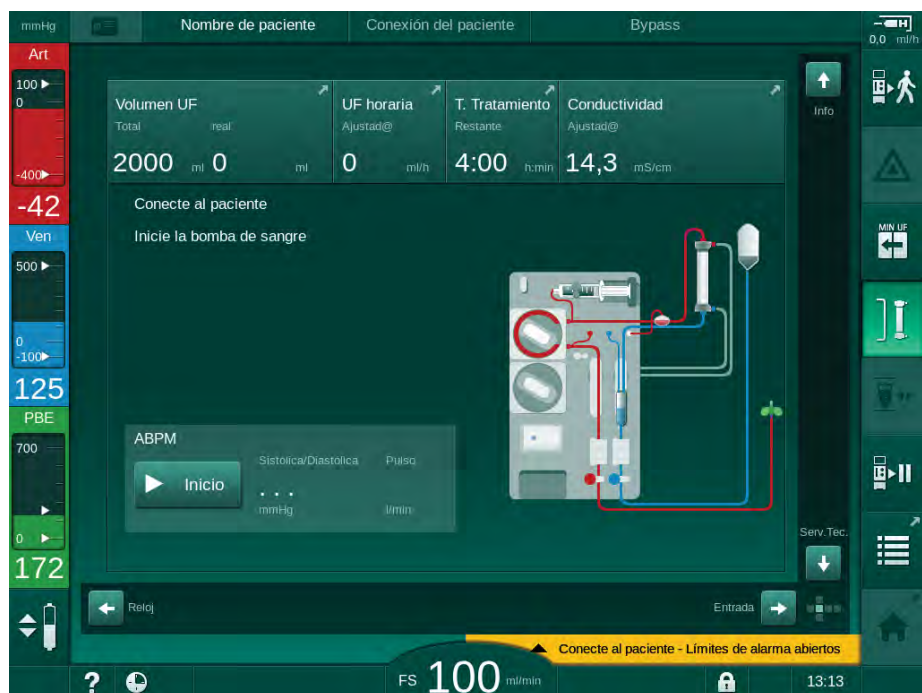 mmHg
Nombre de paciente
Conexión del paciente
Bypass
0,0 ml/h
Art
100
0
-400
-42
Ven
500
0
-100
125
PBE
700
0
172
Volumen UF
Total real
2000 ml 0 ml
UF horaria
Ajustad@
0 ml/h
T. Tratamiento
Restante
4:00 h:min
Conductividad
Ajustad@
14,3 mS/cm
Info
Conecte al paciente
Inicie la bomba de sangre
MIN UF
ABPM
Inicio
Sistólica/Diastólica Pulso
. . .
mmHg l/min
Serv.Tec.
Reloj
Entrada
Conecte al paciente - Límites de alarma abiertos
?
FS 100 ml/min
13:13